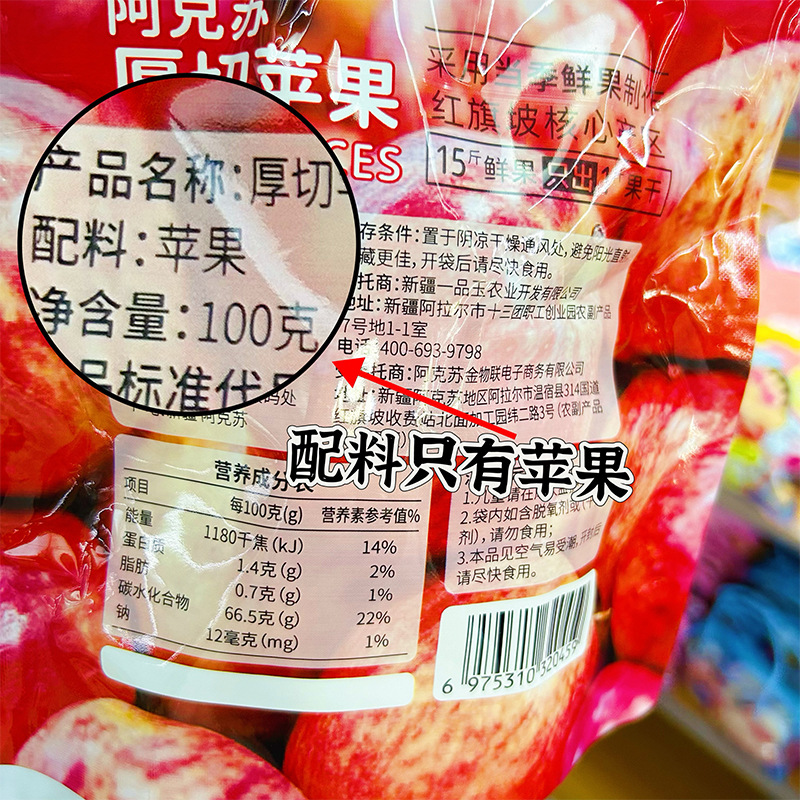 阿克苏
厚切苹果
CES
采用当季鲜果制作
红旗坡核心产区
15斤鲜果 只出1斤果干
产品名称:厚切
配料:苹果
净含量:100克
品标准代号
码处
新疆阿克苏
存条件:置于阴凉干燥通风处,避免阳光直射
藏更佳,开袋后请尽快食用。
托商:新疆一品玉农业开发有限公司
地址:新疆阿拉尔市十三团职工创业园农副产品
7号地1-1室
电话:400-693-9798
托商:阿克苏金物联电子商务有限公司
地址:新疆阿克苏地区阿拉尔市温宿县314国道
红旗坡收费站北面加工园纬二路3号(农副产品
配料只有苹果
营养成分表
项目 每100克(g) 营养素参考值%
能量 1180千焦(kJ) 14%
蛋白质 1.4克(g) 2%
脂肪 0.7克(g) 1%
碳水化合物 66.5克(g) 22%
钠 12毫克(mg) 1%
2.袋内如含脱氧剂或(干
剂),请勿食用;
3.本品见空气易受潮,开封后
请尽快食用。
6 975310 320459